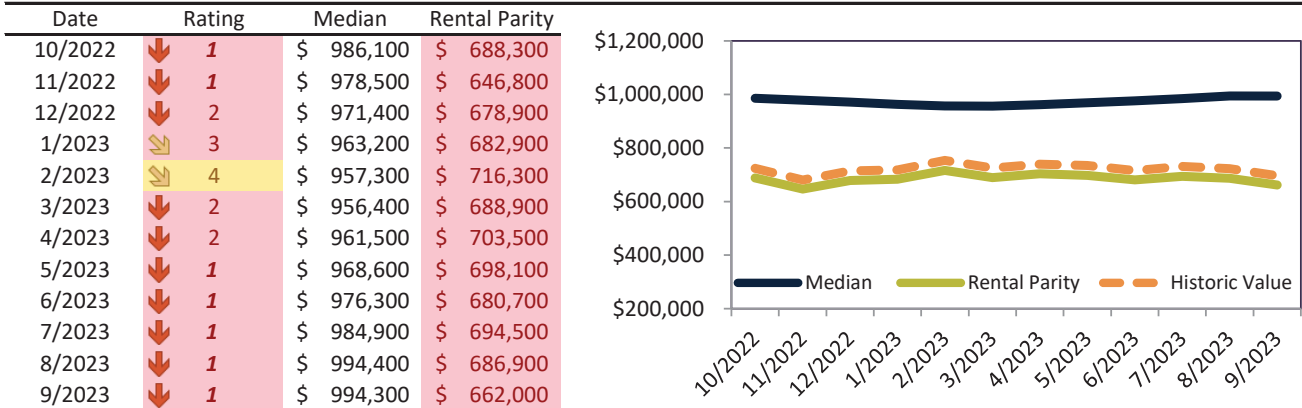 Date Rating Median Rental Parity
10/2022 1 $ 986,100 $ 688,300
11/2022 1 $ 978,500 $ 646,800
12/2022 2 $ 971,400 $ 678,900
1/2023 3 $ 963,200 $ 682,900
2/2023 4 $ 957,300 $ 716,300
3/2023 2 $ 956,400 $ 688,900
4/2023 2 $ 961,500 $ 703,500
5/2023 1 $ 968,600 $ 698,100
6/2023 1 $ 976,300 $ 680,700
7/2023 1 $ 984,900 $ 694,500
8/2023 1 $ 994,400 $ 686,900
9/2023 1 $ 994,300 $ 662,000
$1,200,000
$1,000,000
$800,000
$600,000
$400,000
$200,000
Median Rental Parity Historic Value
10/2022 11/2022 12/2022 1/2023 2/2023 3/2023 4/2023 5/2023 6/2023 7/2023 8/2023 9/2023